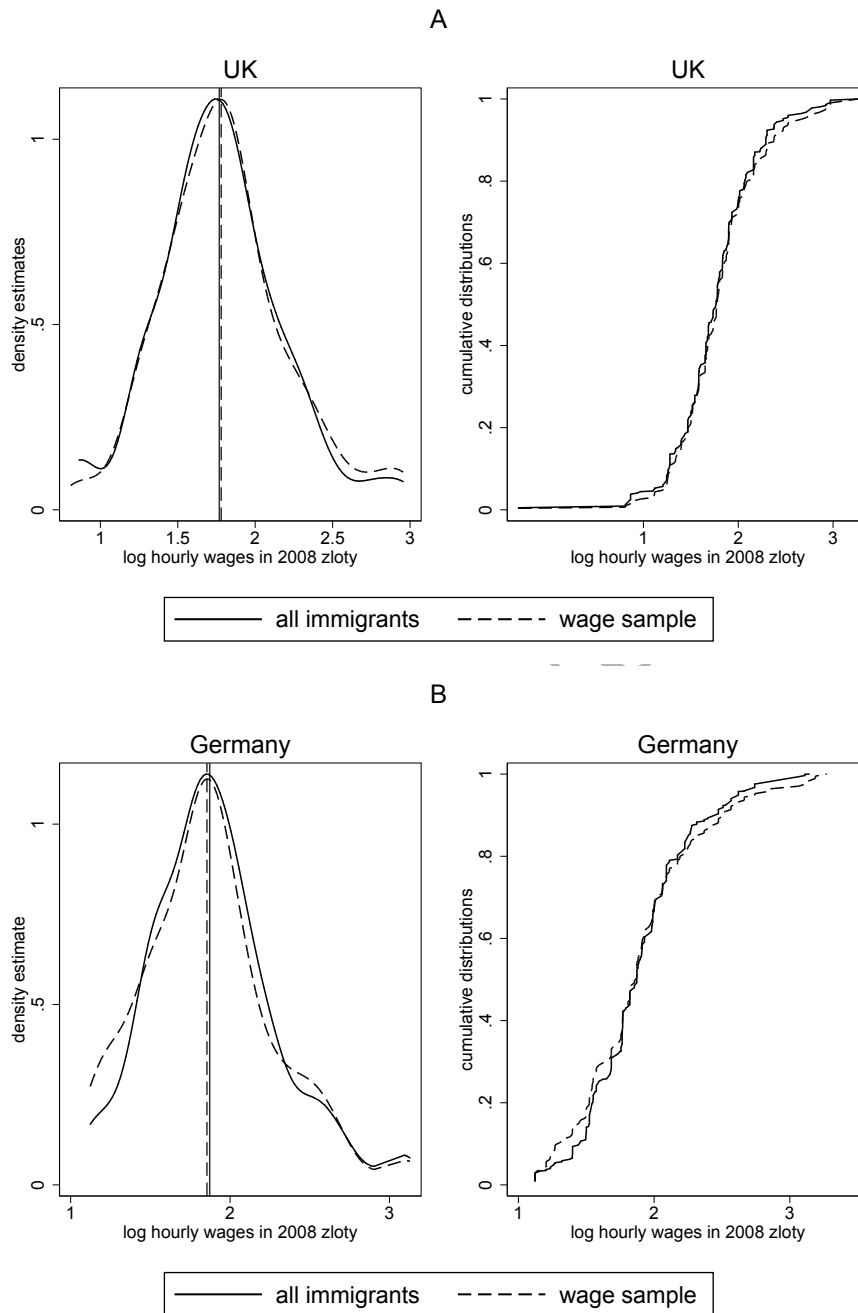 A
UK
UK
density estimates
0
.5
1
1
1.5
2
2.5
3
log hourly wages in 2008 zloty
cumulative distributions
0
.2
.4
.6
.8
1
1
2
3
log hourly wages in 2008 zloty
all immigrants
wage sample
B
Germany
Germany
density estimate
0
.5
1
1
2
3
log hourly wages in 2008 zloty
cumulative distributions
0
.2
.4
.6
.8
1
1
2
3
log hourly wages in 2008 zloty
all immigrants
wage sample